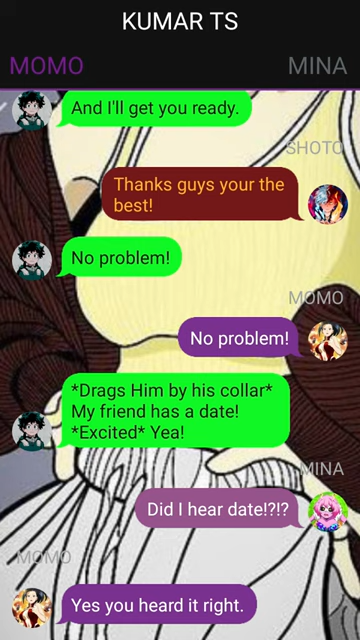 KUMAR TS
MOMO
MINA
And I'll get you ready.
SHOTO
Thanks guys your the
best!
No problem!
MOMO
No problem!
*Drags Him by his collar*
My friend has a date!
*Excited* Yea!
MINA
Did I hear date!?!?
MOMO
Yes you heard it right.